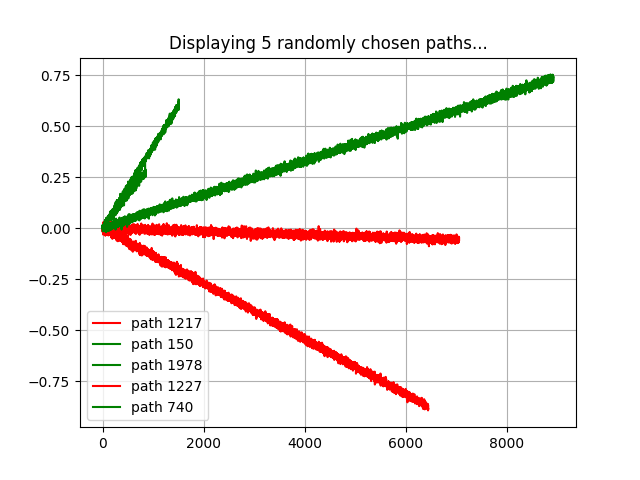 Displaying 5 randomly chosen paths...
0.75
0.50
0.25
0.00
−0.25
−0.50
−0.75
path 1217
path 150
path 1978
path 1227
path 740
0 2000 4000 6000 8000